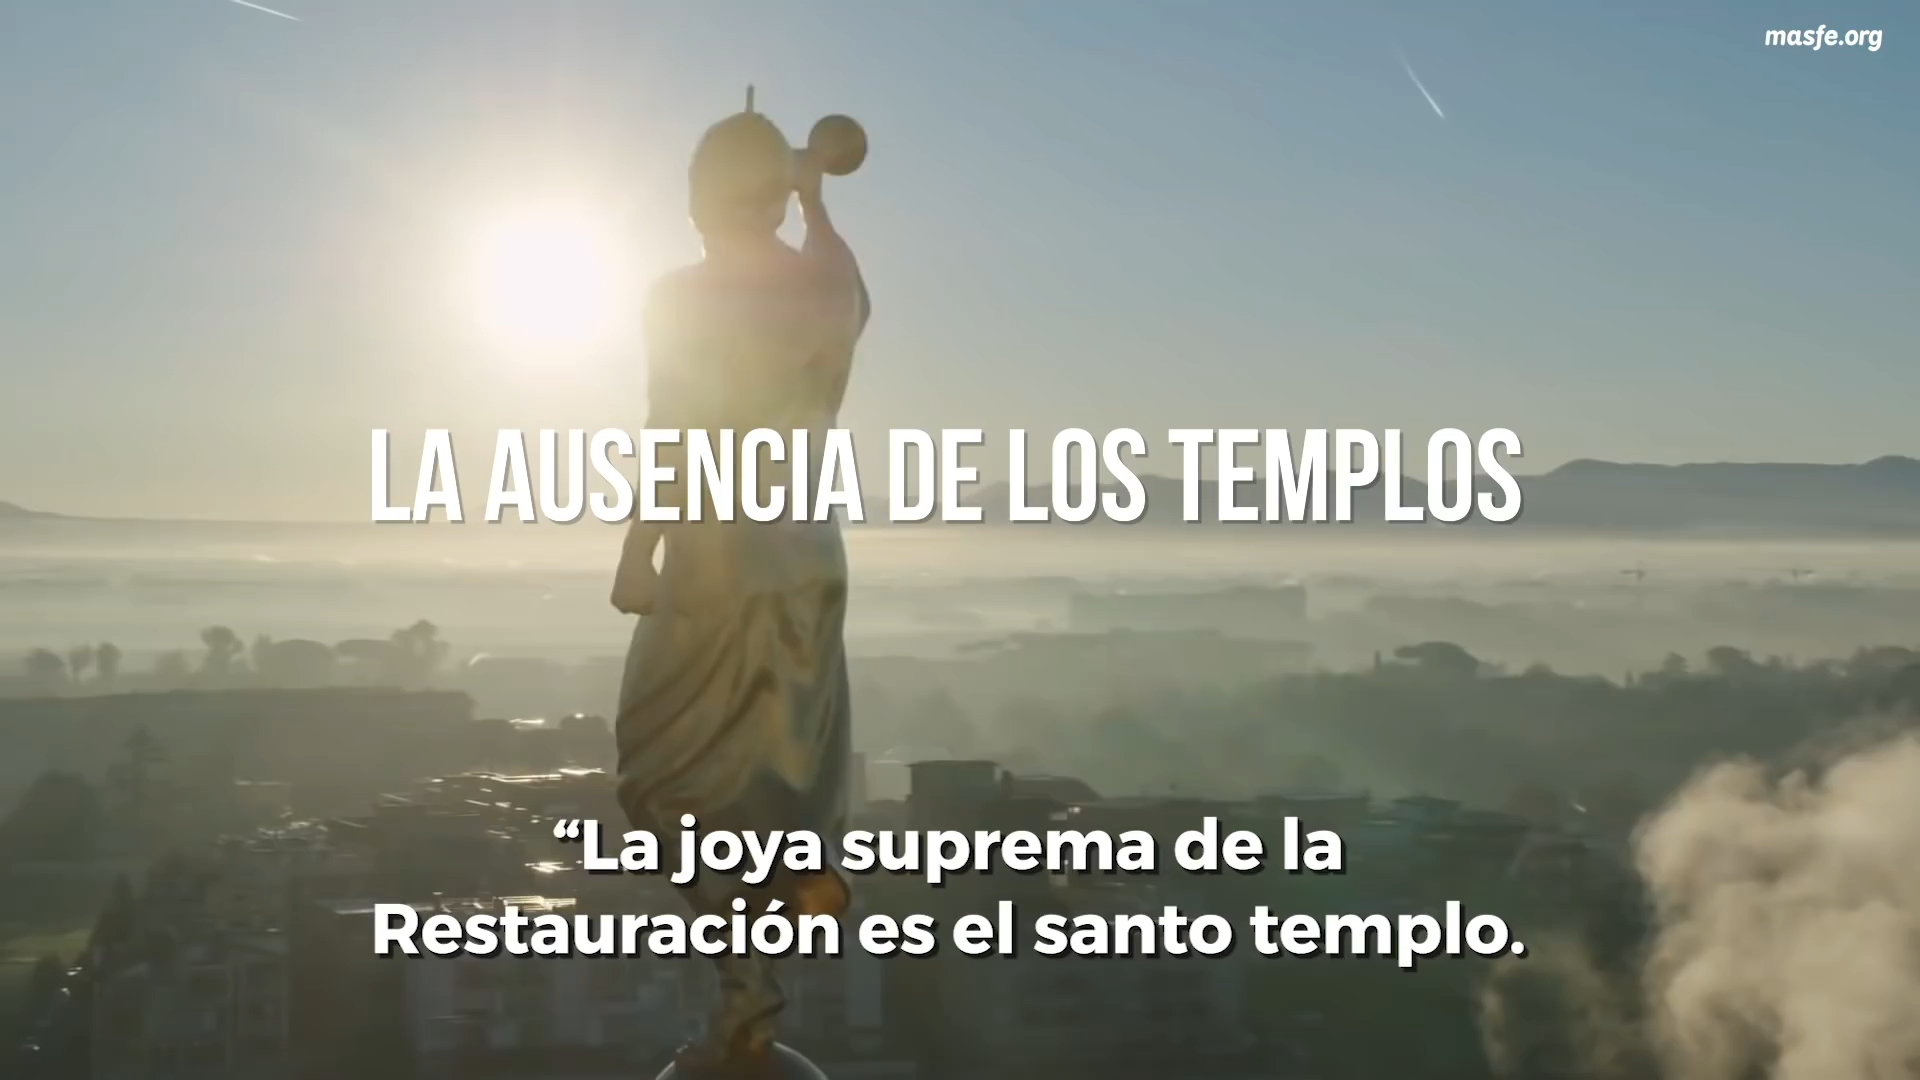 masfe.org
LA AUSENCIA DE LOS TEMPLOS
“La joya suprema de la
Restauración es el santo templo.